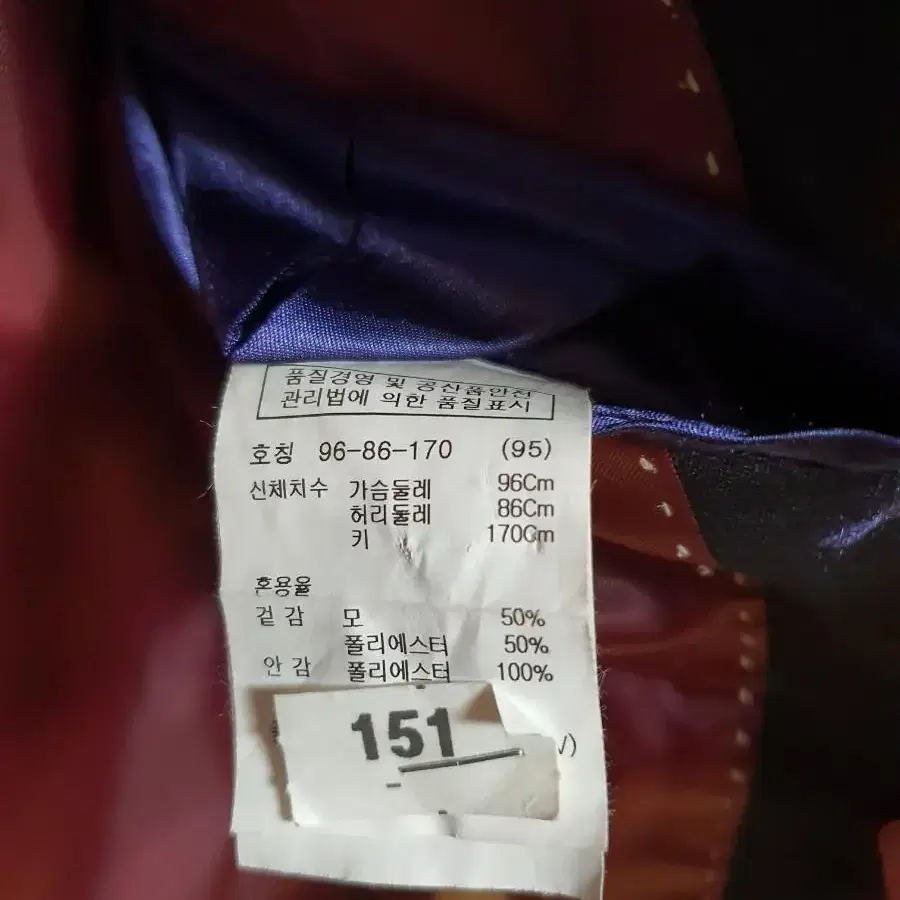 품질경영 및 공산품안전
관리법에 의한 품질표시
호칭 96-86-170 (95)
신체치수 가슴둘레 96Cm
허리둘레 86Cm
키 170Cm
혼용율
겉감 모 50%
폴리에스터 50%
안감 폴리에스터 100%
151
V)